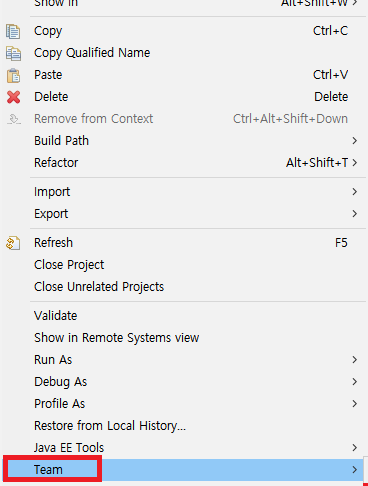 Show In Alt+Shift+W
Copy Ctrl+C
Copy Qualified Name
Paste Ctrl+V
Delete Delete
Remove from Context Ctrl+Alt+Shift+Down
Build Path
Refactor Alt+Shift+T
Import
Export
Refresh F5
Close Project
Close Unrelated Projects
Validate
Show in Remote Systems view
Run As
Debug As
Profile As
Restore from Local History...
Java EE Tools
Team